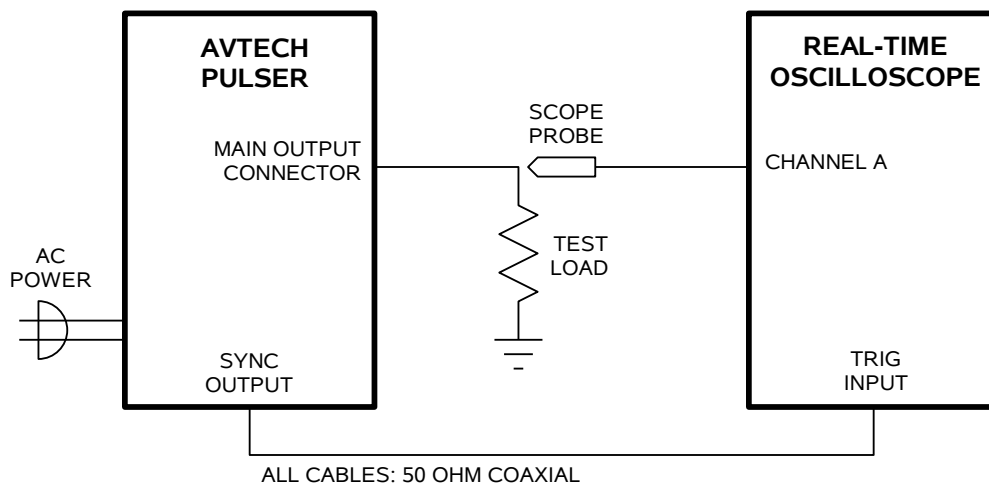 AVTECH
PULSER
REAL-TIME
OSCILLOSCOPE
SCOPE
PROBE
MAIN OUTPUT
CONNECTOR
CHANNEL A
TEST
LOAD
AC
POWER
SYNC
OUTPUT
TRIG
INPUT
ALL CABLES: 50 OHM COAXIAL